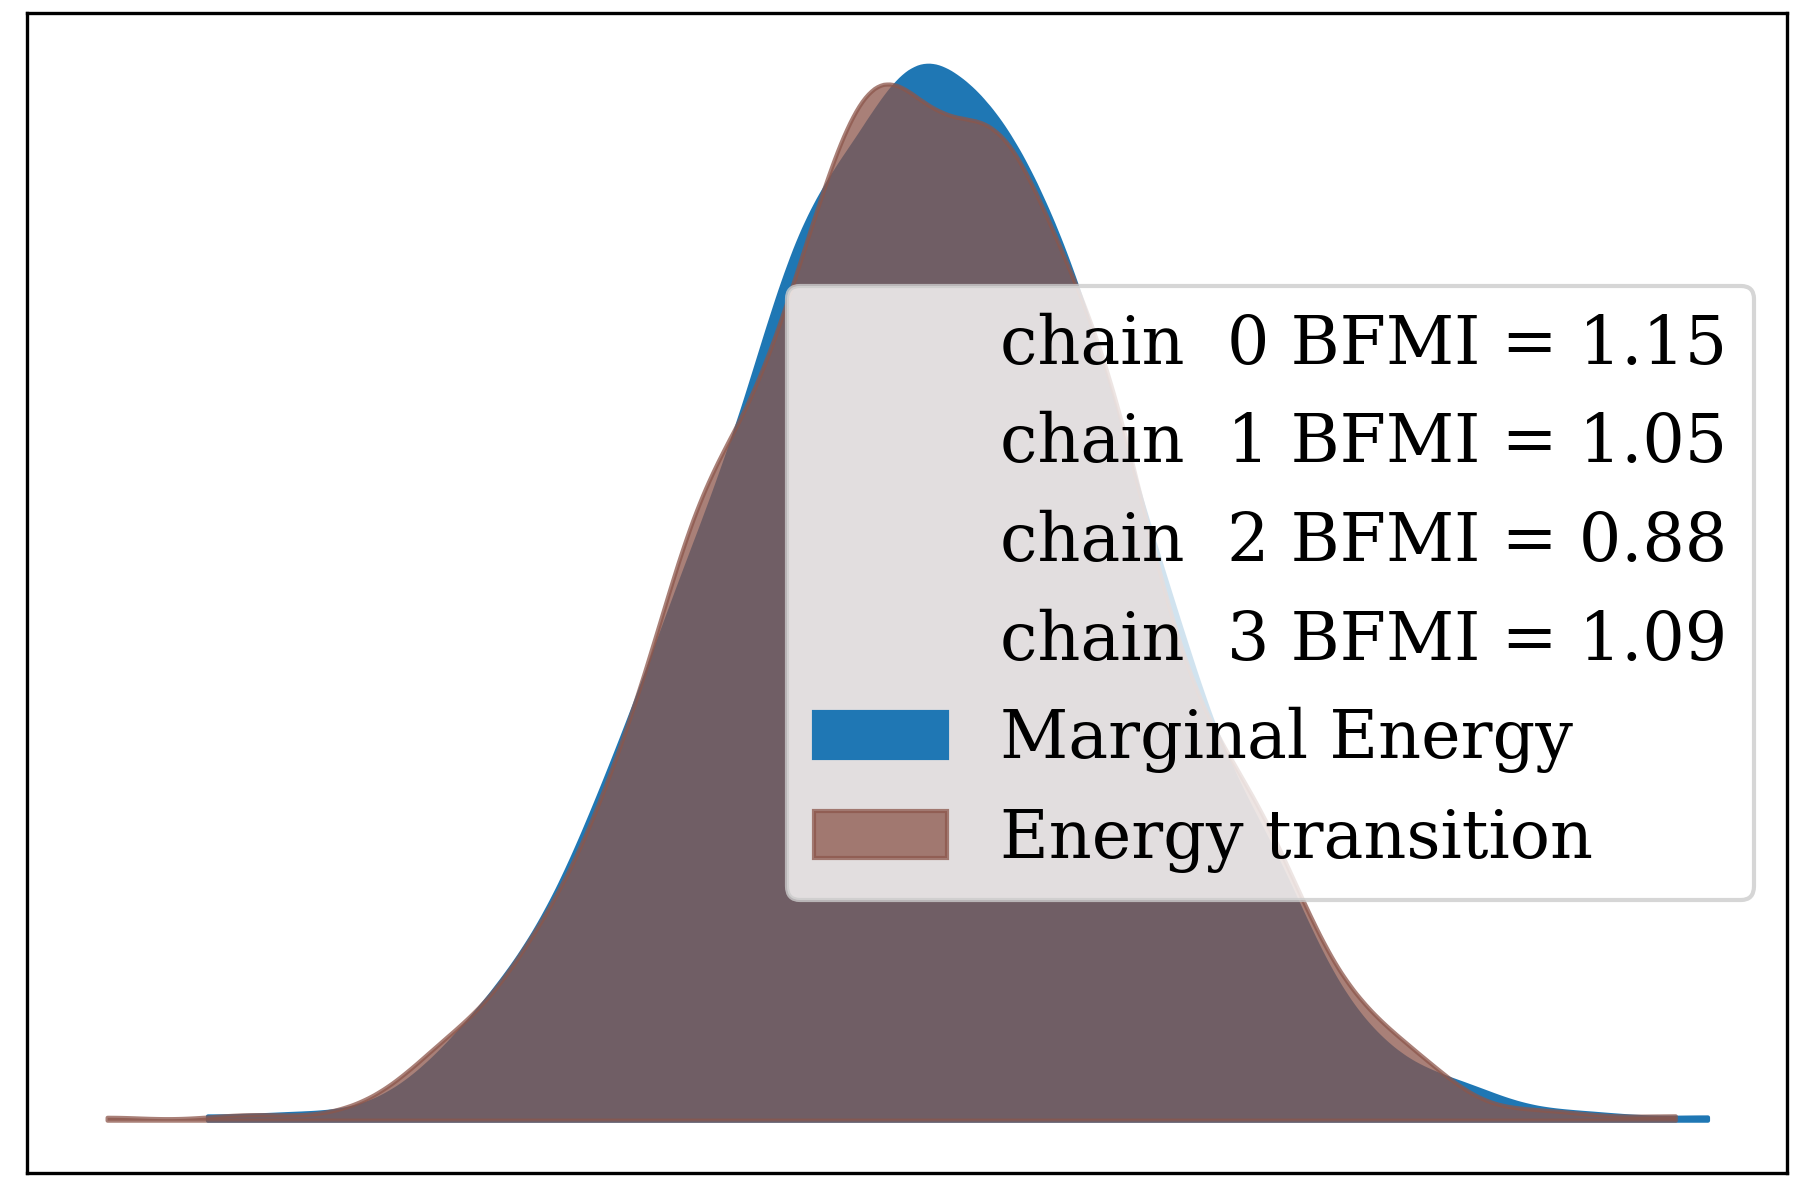 chain  0 BFMI = 1.15
chain  1 BFMI = 1.05
chain  2 BFMI = 0.88
chain  3 BFMI = 1.09
Marginal Energy
Energy transition